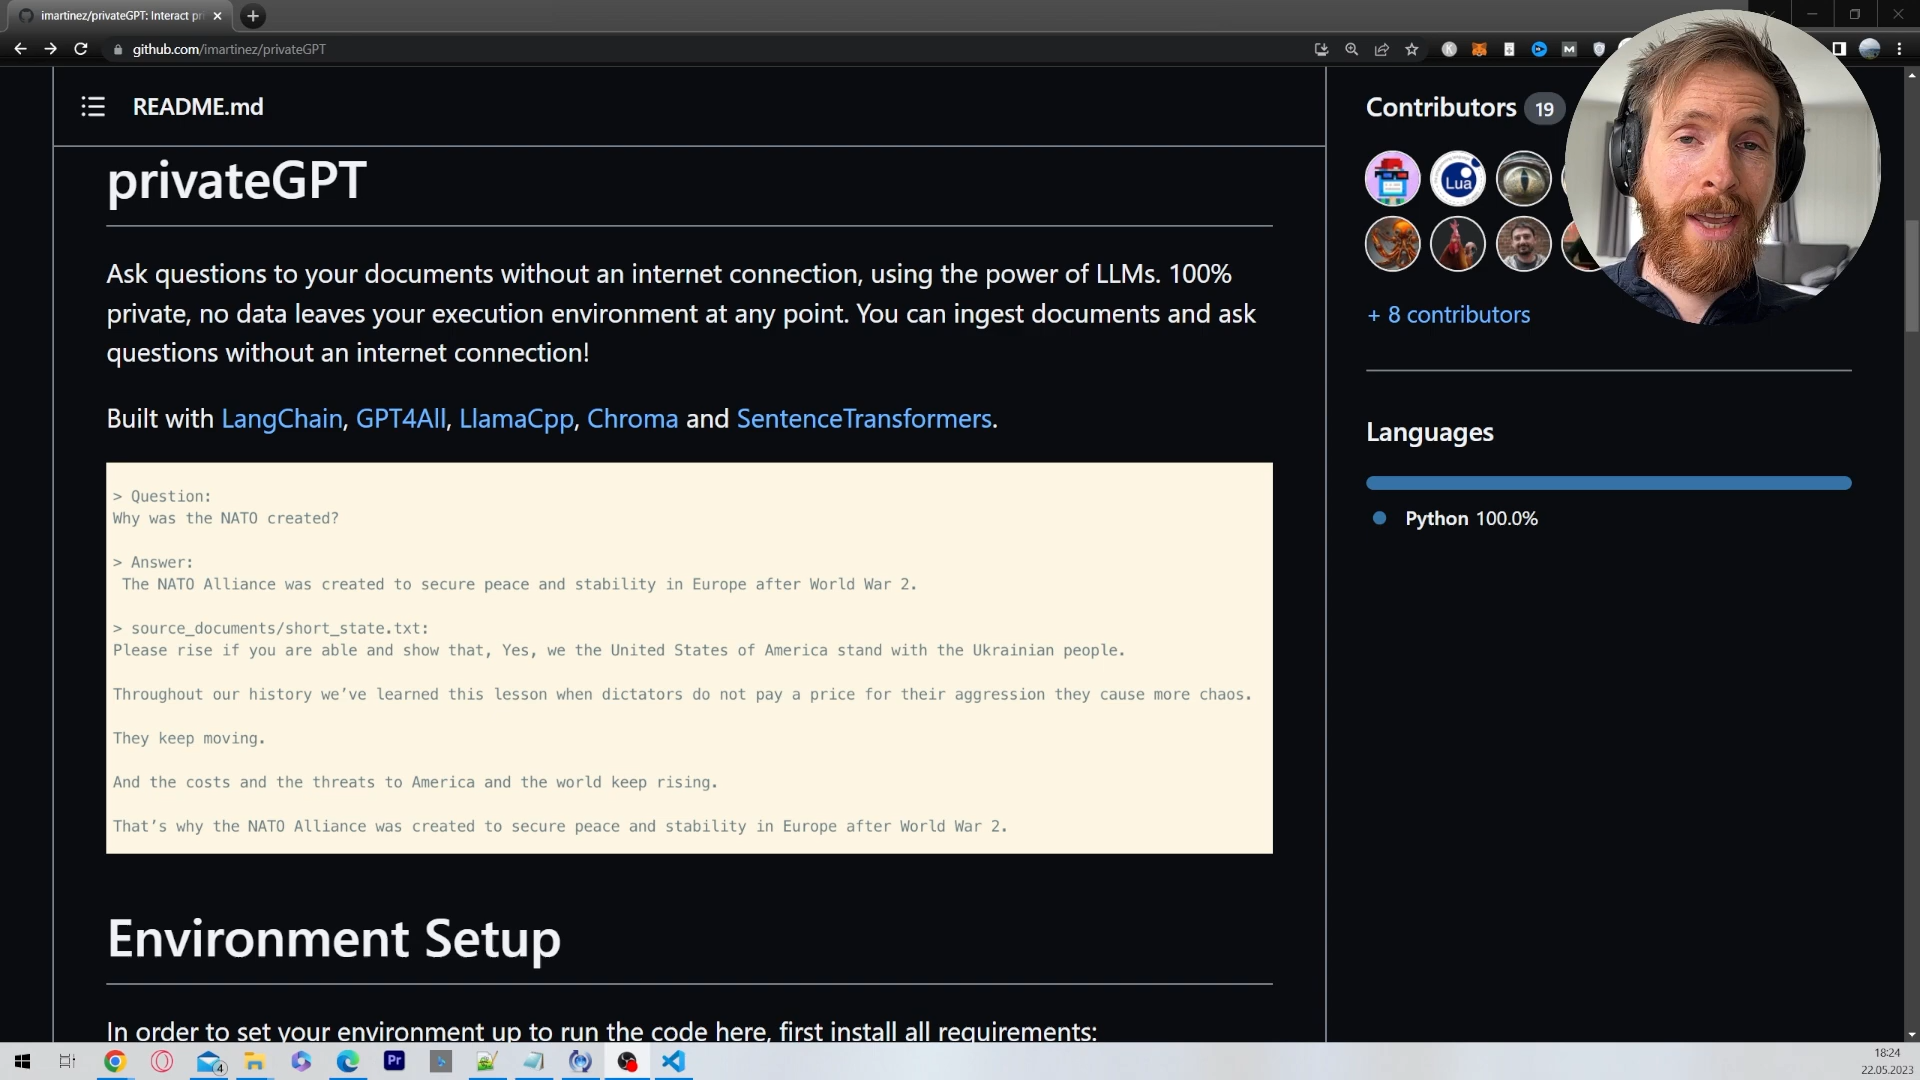 imartinez/privateGPT: Interact pr
github.com/imartinez/privateGPT
README.md
privateGPT
Ask questions to your documents without an internet connection, using the power of LLMs. 100%
private, no data leaves your execution environment at any point. You can ingest documents and ask
questions without an internet connection!
Built with LangChain, GPT4All, LlamaCpp, Chroma and SentenceTransformers.
> Question:
Why was the NATO created?
> Answer:
The NATO Alliance was created to secure peace and stability in Europe after World War 2.
> source_documents/short_state.txt:
Please rise if you are able and show that, Yes, we the United States of America stand with the Ukrainian people.
Throughout our history we’ve learned this lesson when dictators do not pay a price for their aggression they cause more chaos.
They keep moving.
And the costs and the threats to America and the world keep rising.
That’s why the NATO Alliance was created to secure peace and stability in Europe after World War 2.
Environment Setup
In order to set your environment up to run the code here, first install all requirements:
Contributors 19
Lua
+ 8 contributors
Languages
Python 100.0%
K
M
4
Pr
18:24
22.05.2023